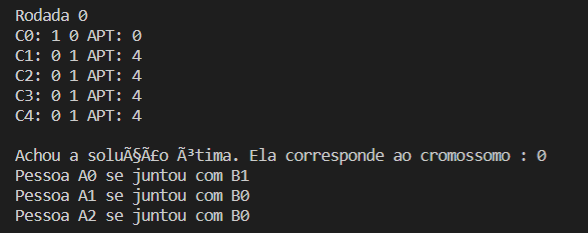 Rodada 0
C0: 1 0 APT: 0
C1: 0 1 APT: 4
C2: 0 1 APT: 4
C3: 0 1 APT: 4
C4: 0 1 APT: 4
Achou a soluÃ§Ã£o Ã³tima. Ela corresponde ao cromossomo : 0
Pessoa A0 se juntou com B1
Pessoa A1 se juntou com B0
Pessoa A2 se juntou com B0